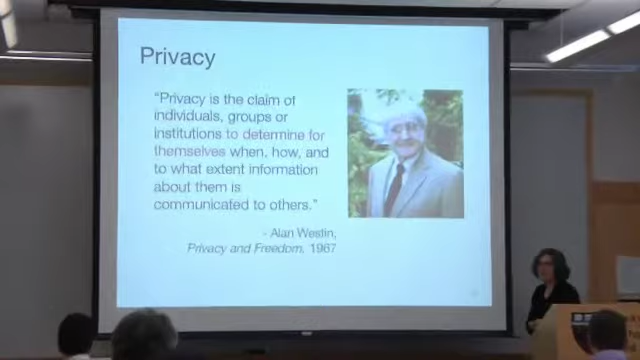 Privacy
“Privacy is the claim of
individuals, groups or
institutions to determine for
themselves when, how, and
to what extent information
about them is
communicated to others.”
- Alan Westin,
Privacy and Freedom, 1967